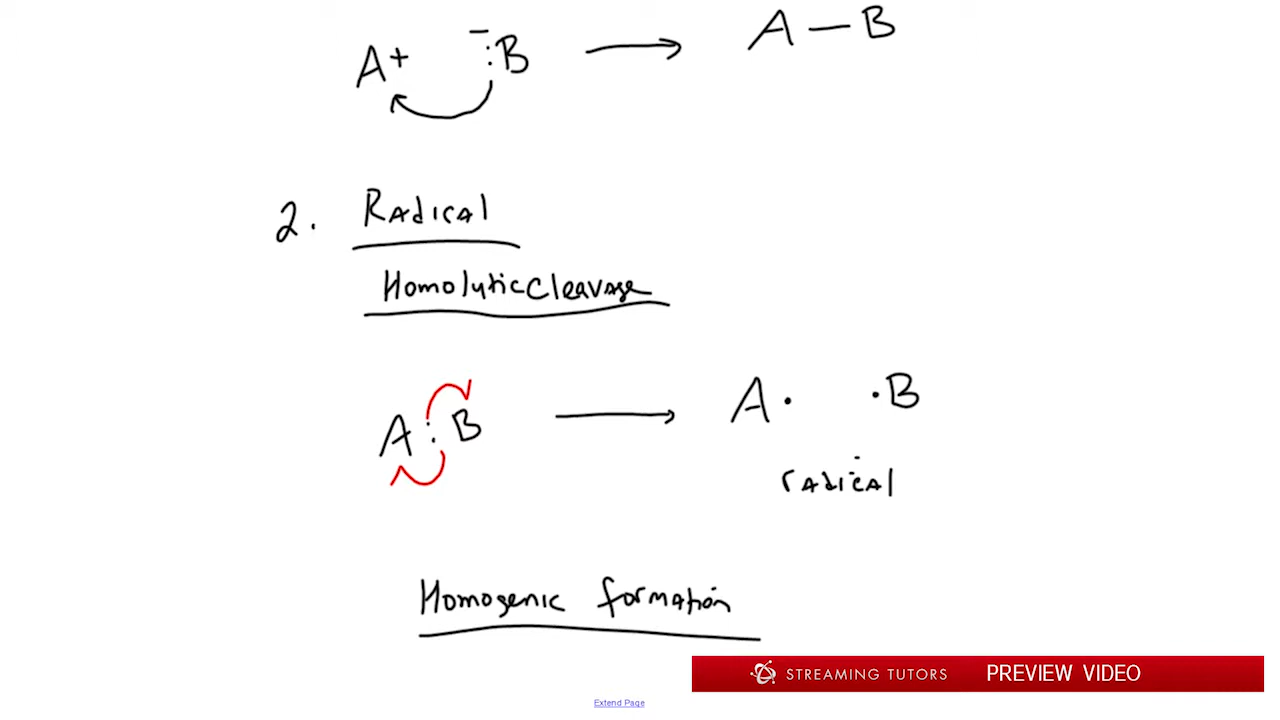 A+ -:B → A — B
2. Radical
Homolytic Cleavage
A : B → A· ·B
radical
Homogenic formation
STREAMING TUTORS PREVIEW VIDEO
Extend Page